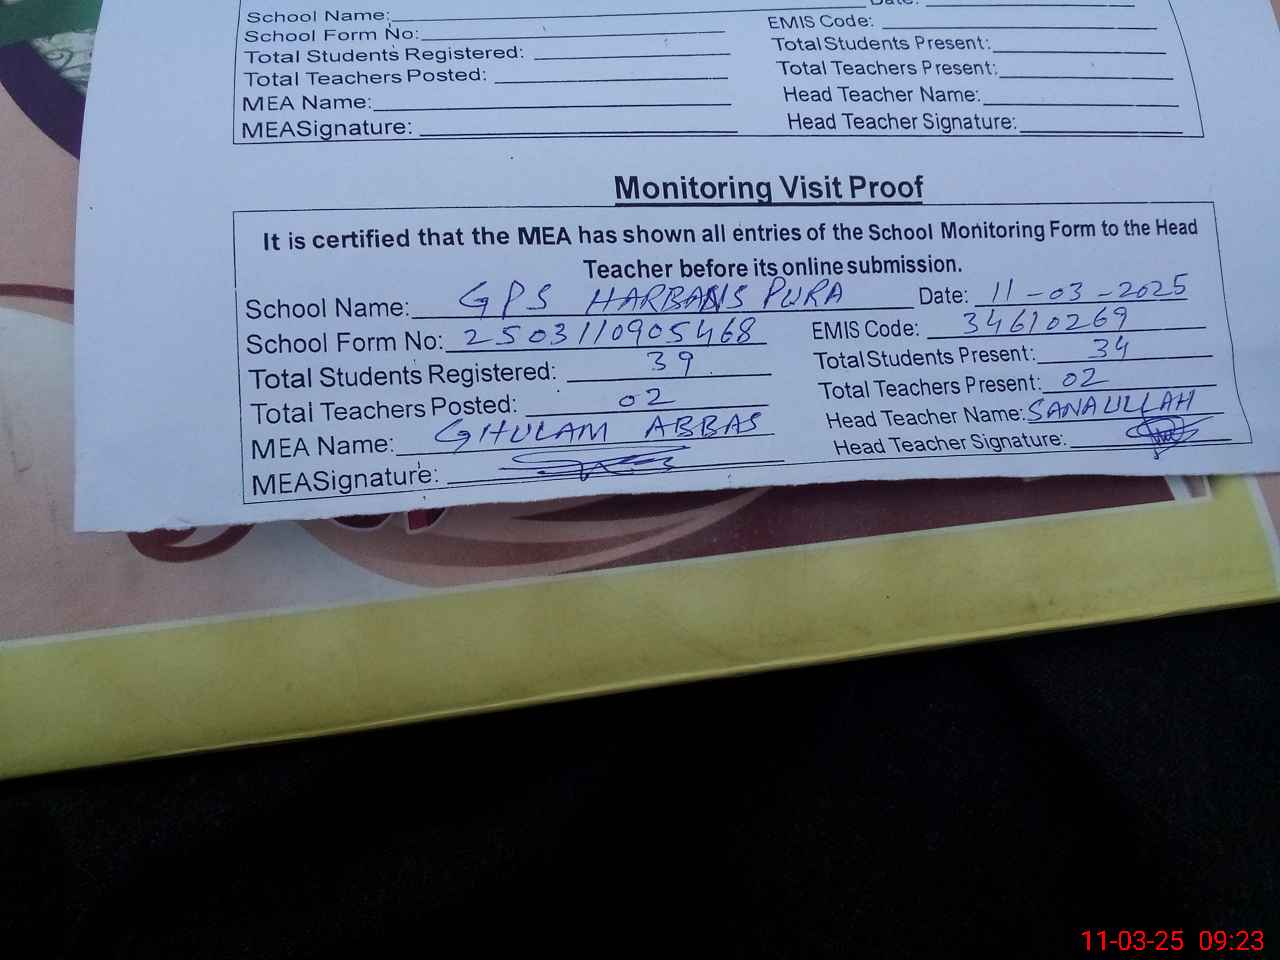 School Name: Date:
School Form No: EMIS Code:
Total Students Registered: Total Students Present:
Total Teachers Posted: Total Teachers Present:
MEA Name: Head Teacher Name:
MEASignature: Head Teacher Signature:
Monitoring Visit Proof
It is certified that the MEA has shown all entries of the School Monitoring Form to the Head
Teacher before its online submission.
School Name: GPS HARBANS PURA Date: 11-03-2025
School Form No: 2503110905468 EMIS Code: 34610269
Total Students Registered: 39 Total Students Present: 34
Total Teachers Posted: 02 Total Teachers Present: 02
MEA Name: GHULAM ABBAS Head Teacher Name: SANAULLAH
MEASignature: Head Teacher Signature:
11-03-25 09:23